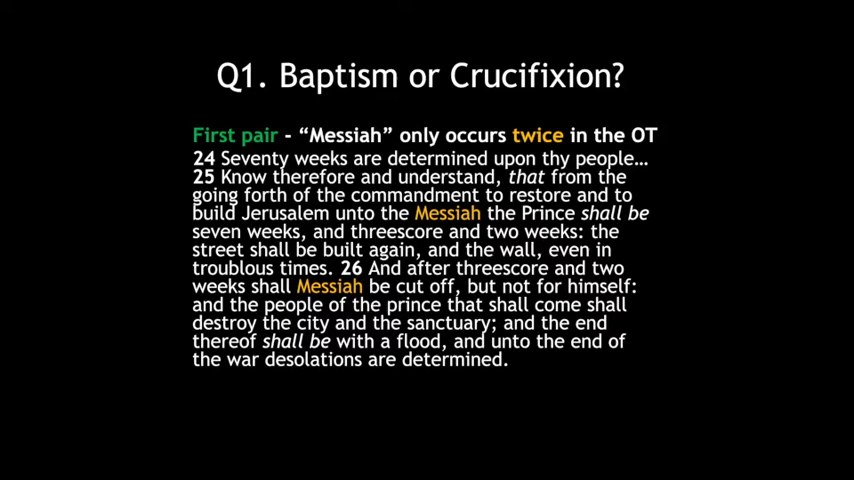 Q1. Baptism or Crucifixion?
First pair - “Messiah” only occurs twice in the OT
24 Seventy weeks are determined upon thy people…
25 Know therefore and understand, that from the
going forth of the commandment to restore and to
build Jerusalem unto the Messiah the Prince shall be
seven weeks, and threescore and two weeks: the
street shall be built again, and the wall, even in
troublous times. 26 And after threescore and two
weeks shall Messiah be cut off, but not for himself:
and the people of the prince that shall come shall
destroy the city and the sanctuary; and the end
thereof shall be with a flood, and unto the end of
the war desolations are determined.